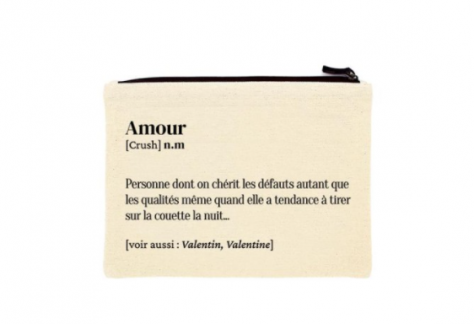 Amour
[Crush] n.m
Personne dont on chérit les défauts autant que
les qualités même quand elle a tendance à tirer
sur la couette la nuit...
[voir aussi : Valentin, Valentine]